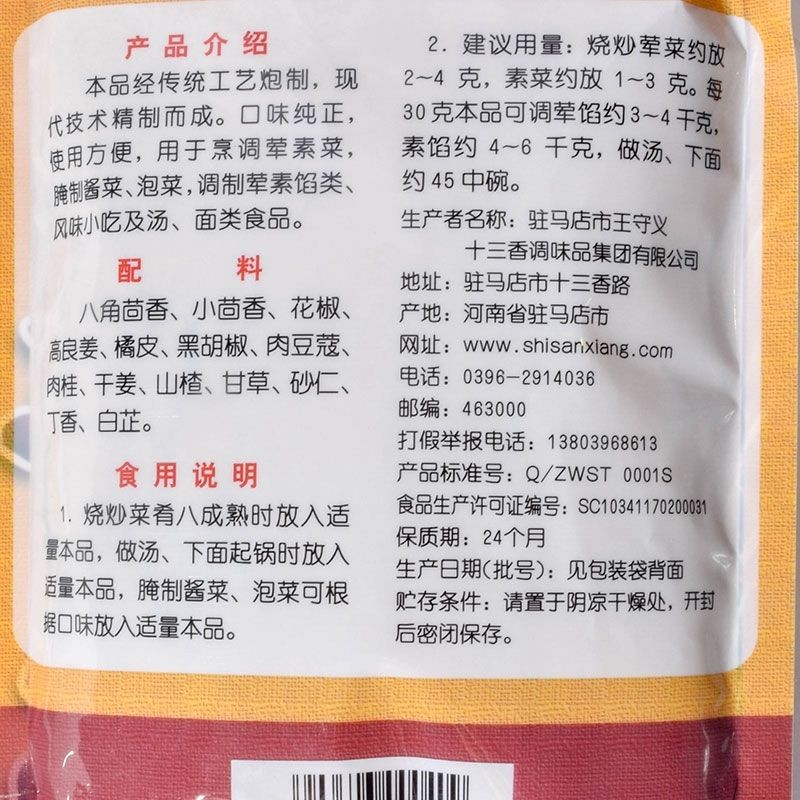 产品介绍
本品经传统工艺炮制，现
代技术精制而成。口味纯正，
使用方便，用于烹调荤素菜，
腌制酱菜、泡菜，调制荤素馅类、
风味小吃及汤、面类食品。
配 料
八角茴香、小茴香、花椒、
高良姜、橘皮、黑胡椒、肉豆蔻、
肉桂、干姜、山楂、甘草、砂仁、
丁香、白芷。
食用说明
1. 烧炒菜肴八成熟时放入适
量本品，做汤、下面起锅时放入
适量本品，腌制酱菜、泡菜可根
据口味放入适量本品。
2. 建议用量：烧炒荤菜约放
2~4 克，素菜约放 1~3 克。每
30克本品可调荤馅约3~4千克，
素馅约 4~6 千克，做汤、下面
约45中碗。
生产者名称：驻马店市王守义
十三香调味品集团有限公司
地址：驻马店市十三香路
产地：河南省驻马店市
网址：www.shisanxiang.com
电话：0396-2914036
邮编：463000
打假举报电话：13803968613
产品标准号：Q/ZWST 0001S
食品生产许可证编号：SC10341170200031
保质期：24个月
生产日期(批号)：见包装袋背面
贮存条件：请置于阴凉干燥处，开封
后密闭保存。